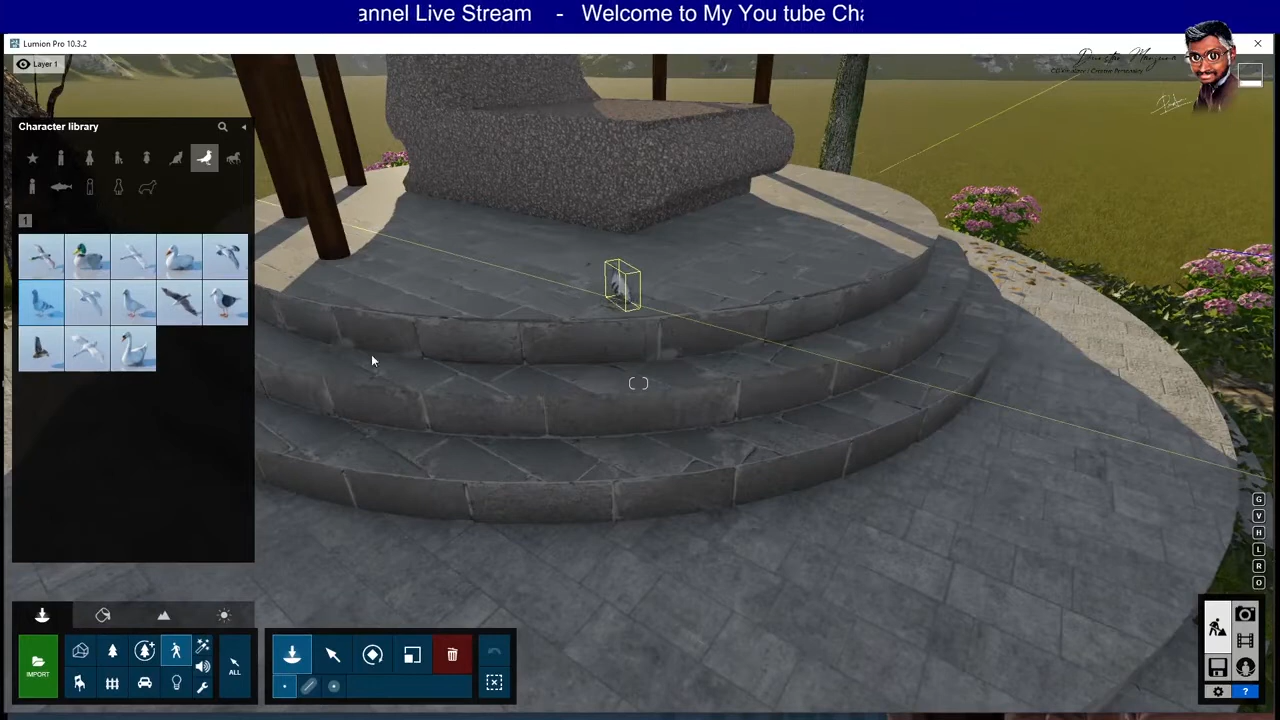 annel Live Stream - Welcome to My You tube Cha
Lumion Pro 10.3.2
Layer 1
Character library
1
G
V
H
L
R
O
IMPORT
ALL
?